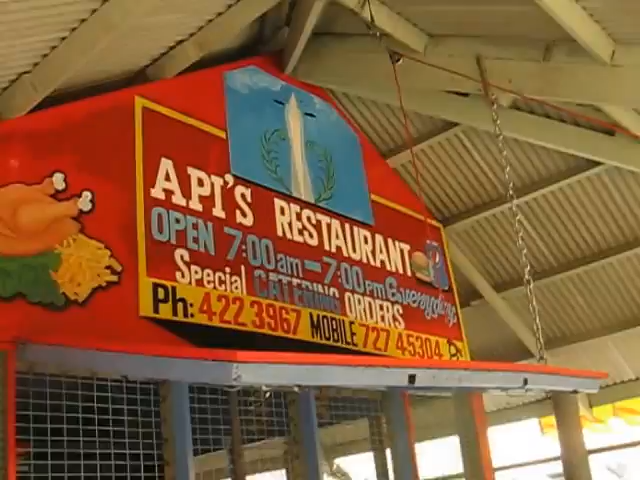 API'S RESTAURANT
OPEN 7:00am - 7:00pm Everyday
Special CATERING ORDERS
Ph: 422 3967 MOBILE 727 45304